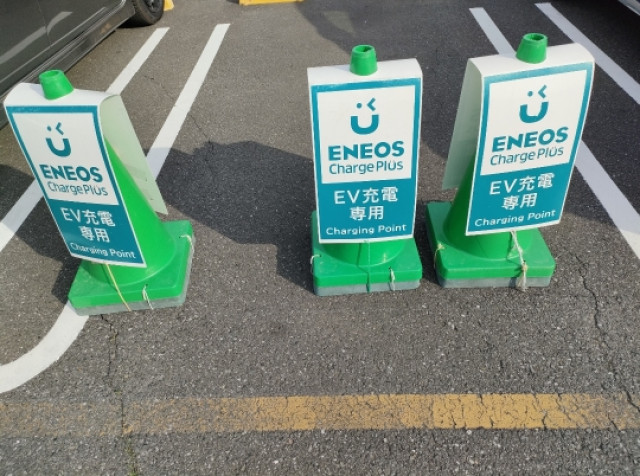 ENEOS
Charge Plus
EV充電
専用
Charging Point
ENEOS
Charge Plus
EV充電
専用
Charging Point
ENEOS
Charge Plus
EV充電
専用
Charging Point